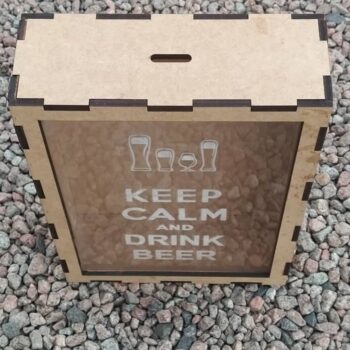 KEEP
CALM
AND
DRINK
BEER